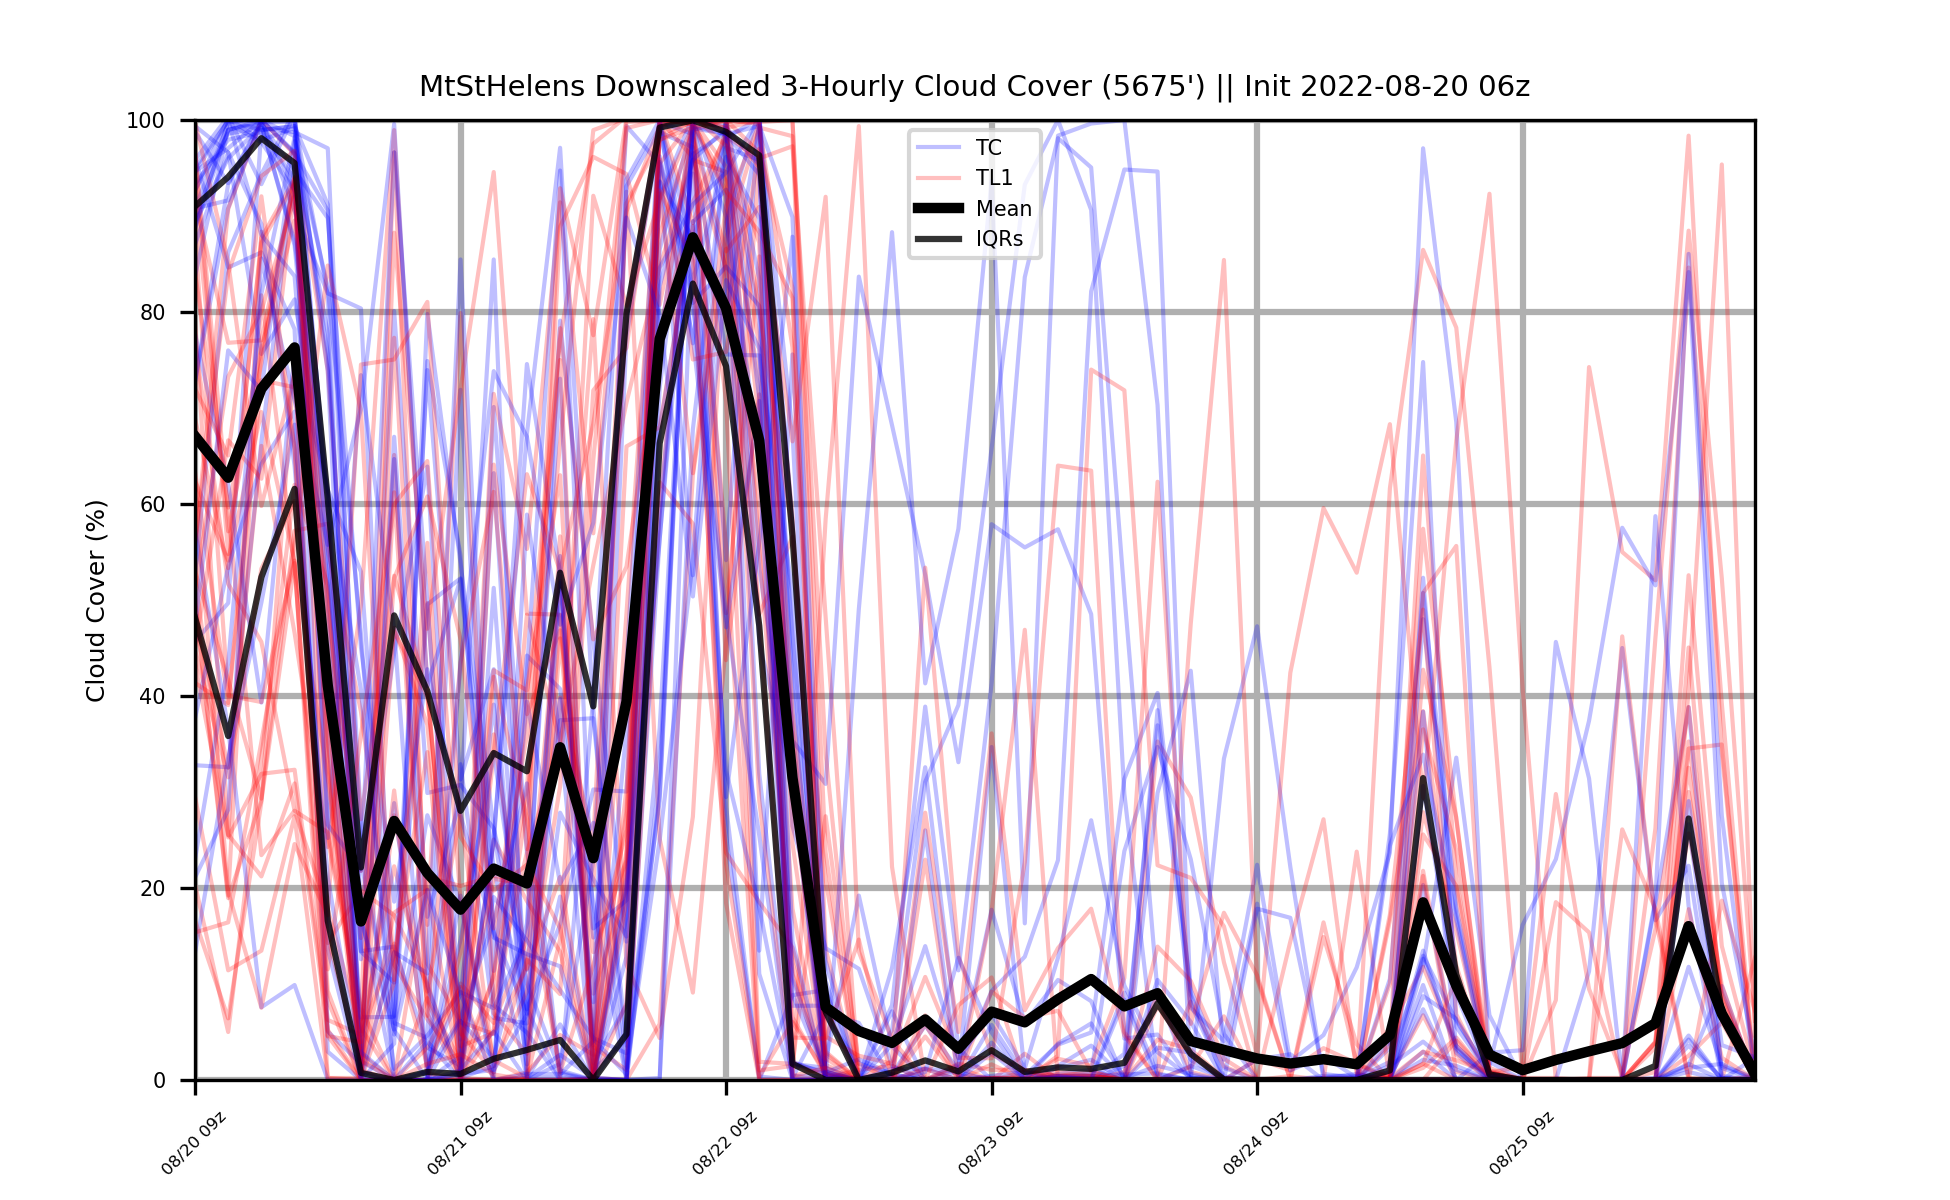 MtStHelens Downscaled 3-Hourly Cloud Cover (5675') || Init 2022-08-20 06z
TC
TL1
Mean
IQRs
Cloud Cover (%)
100
80
60
40
20
0
08/20 09z
08/21 09z
08/22 09z
08/23 09z
08/24 09z
08/25 09z